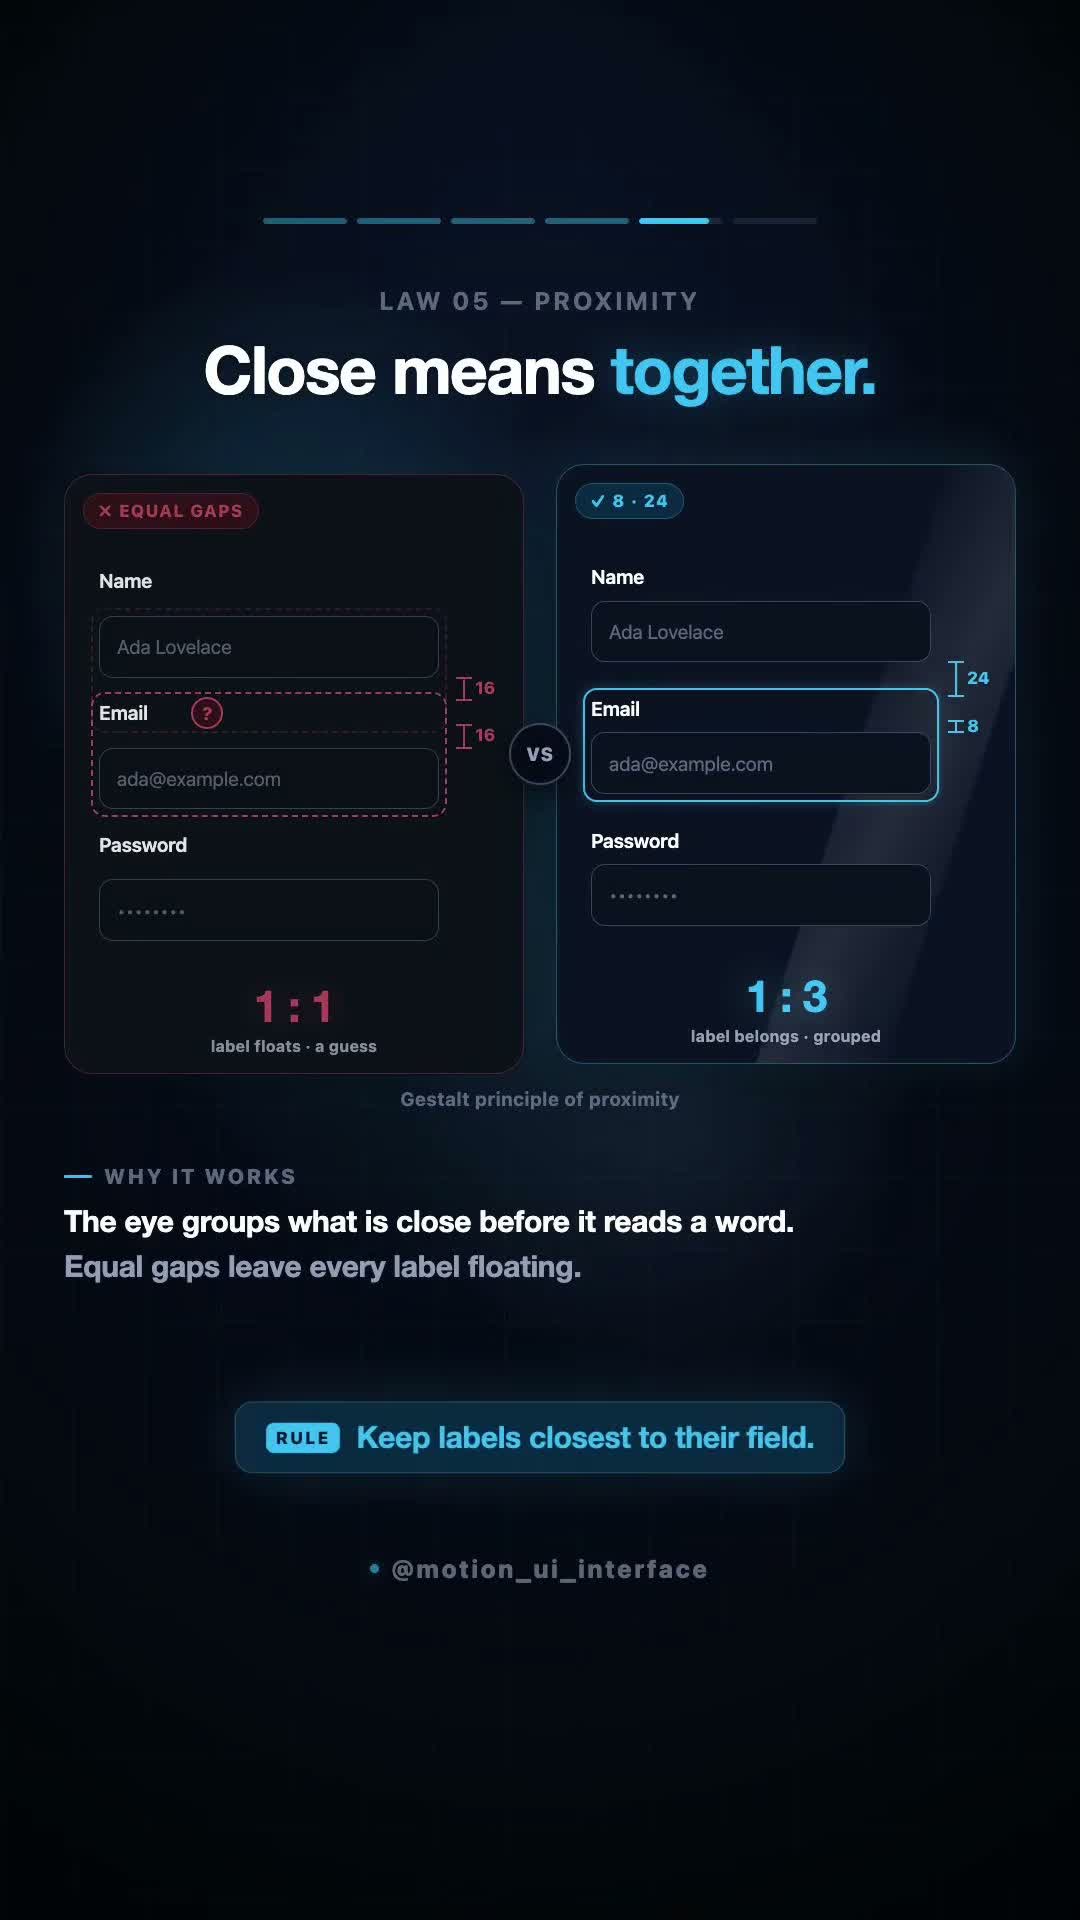 LAW 05 — PROXIMITY
Close means together.
✕ EQUAL GAPS
Name
Ada Lovelace
16
Email ?
16
ada@example.com
Password
••••••••
1 : 1
label floats · a guess
VS
✓ 8 · 24
Name
Ada Lovelace
24
Email
8
ada@example.com
Password
••••••••
1 : 3
label belongs · grouped
Gestalt principle of proximity
WHY IT WORKS
The eye groups what is close before it reads a word.
Equal gaps leave every label floating.
RULE Keep labels closest to their field.
@motion_ui_interface